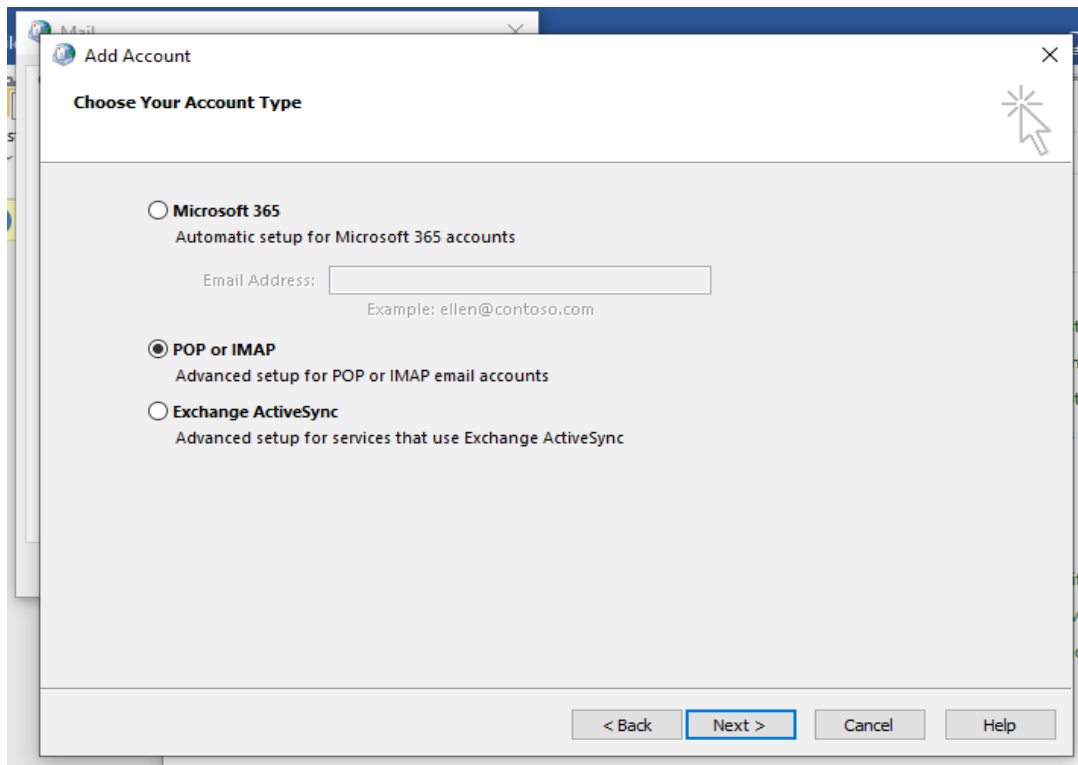 Mail
Add Account
Choose Your Account Type
Microsoft 365
Automatic setup for Microsoft 365 accounts
Email Address:
Example: ellen@contoso.com
POP or IMAP
Advanced setup for POP or IMAP email accounts
Exchange ActiveSync
Advanced setup for services that use Exchange ActiveSync
< Back
Next >
Cancel
Help